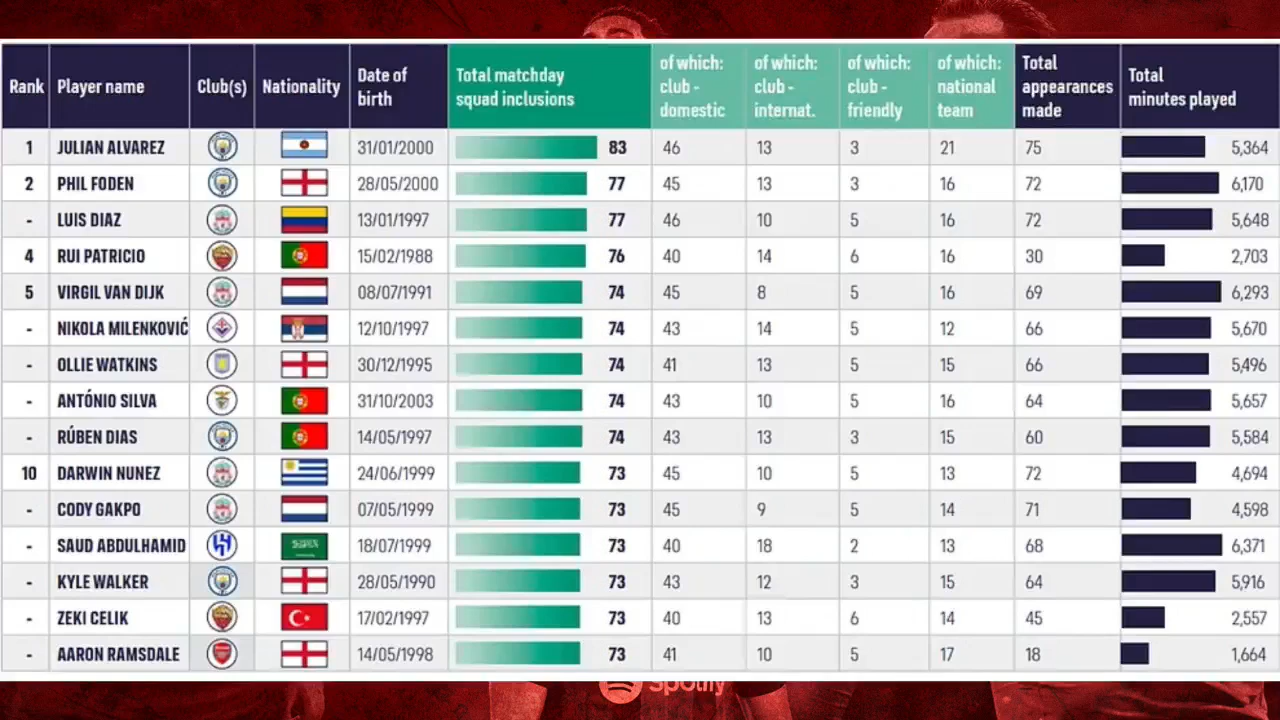 Rank Player name Club(s) Nationality Date of birth Total matchday squad inclusions of which: club - domestic of which: club - internat. of which: club - friendly of which: national team Total appearances made Total minutes played
1 JULIAN ALVAREZ 31/01/2000 83 46 13 3 21 75 5,364
2 PHIL FODEN 28/05/2000 77 45 13 3 16 72 6,170
- LUIS DIAZ 13/01/1997 77 46 10 5 16 72 5,648
4 RUI PATRICIO 15/02/1988 76 40 14 6 16 30 2,703
5 VIRGIL VAN DIJK 08/07/1991 74 45 8 5 16 69 6,293
- NIKOLA MILENKOVIĆ 12/10/1997 74 43 14 5 12 66 5,670
- OLLIE WATKINS 30/12/1995 74 41 13 5 15 66 5,496
- ANTÓNIO SILVA 31/10/2003 74 43 10 5 16 64 5,657
- RÚBEN DIAS 14/05/1997 74 43 13 3 15 60 5,584
10 DARWIN NUNEZ 24/06/1999 73 45 10 5 13 72 4,694
- CODY GAKPO 07/05/1999 73 45 9 5 14 71 4,598
- SAUD ABDULHAMID 18/07/1999 73 40 18 2 13 68 6,371
- KYLE WALKER 28/05/1990 73 43 12 3 15 64 5,916
- ZEKI CELIK 17/02/1997 73 40 13 6 14 45 2,557
- AARON RAMSDALE 14/05/1998 73 41 10 5 17 18 1,664
Spotify